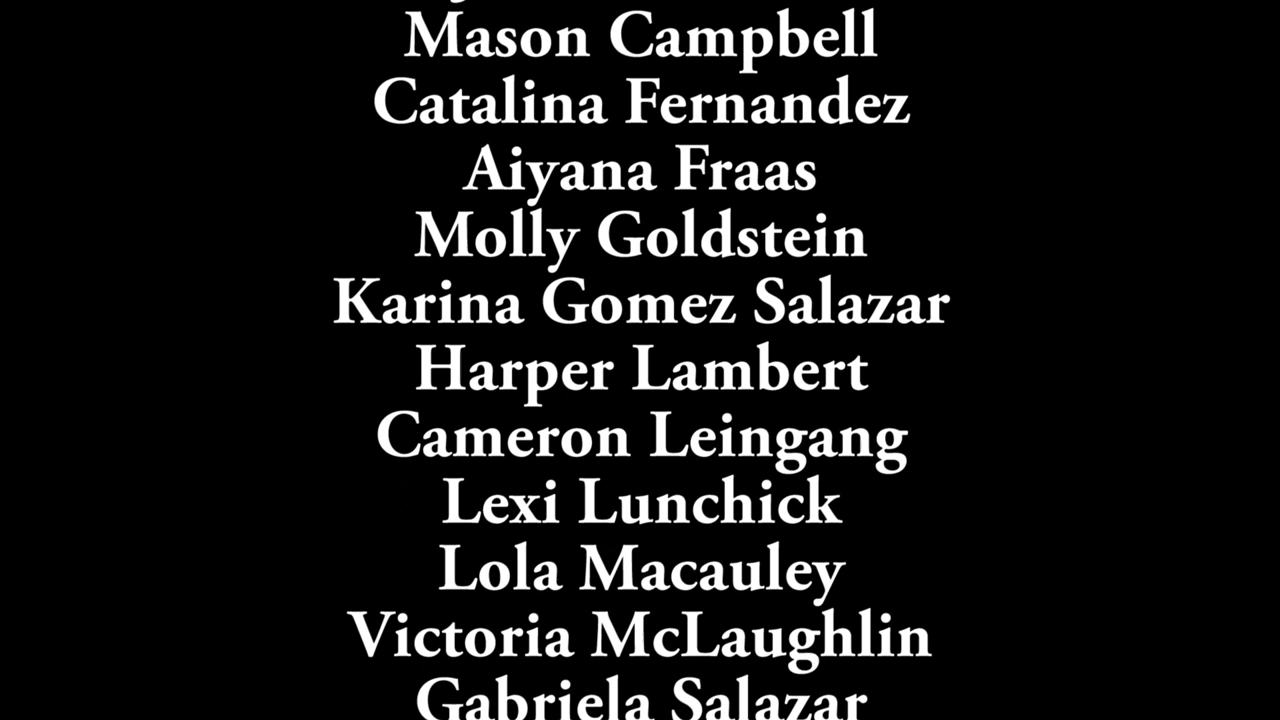 Mason Campbell
Catalina Fernandez
Aiyana Fraas
Molly Goldstein
Karina Gomez Salazar
Harper Lambert
Cameron Leingang
Lexi Lunchick
Lola Macauley
Victoria McLaughlin
Gabriela Salazar